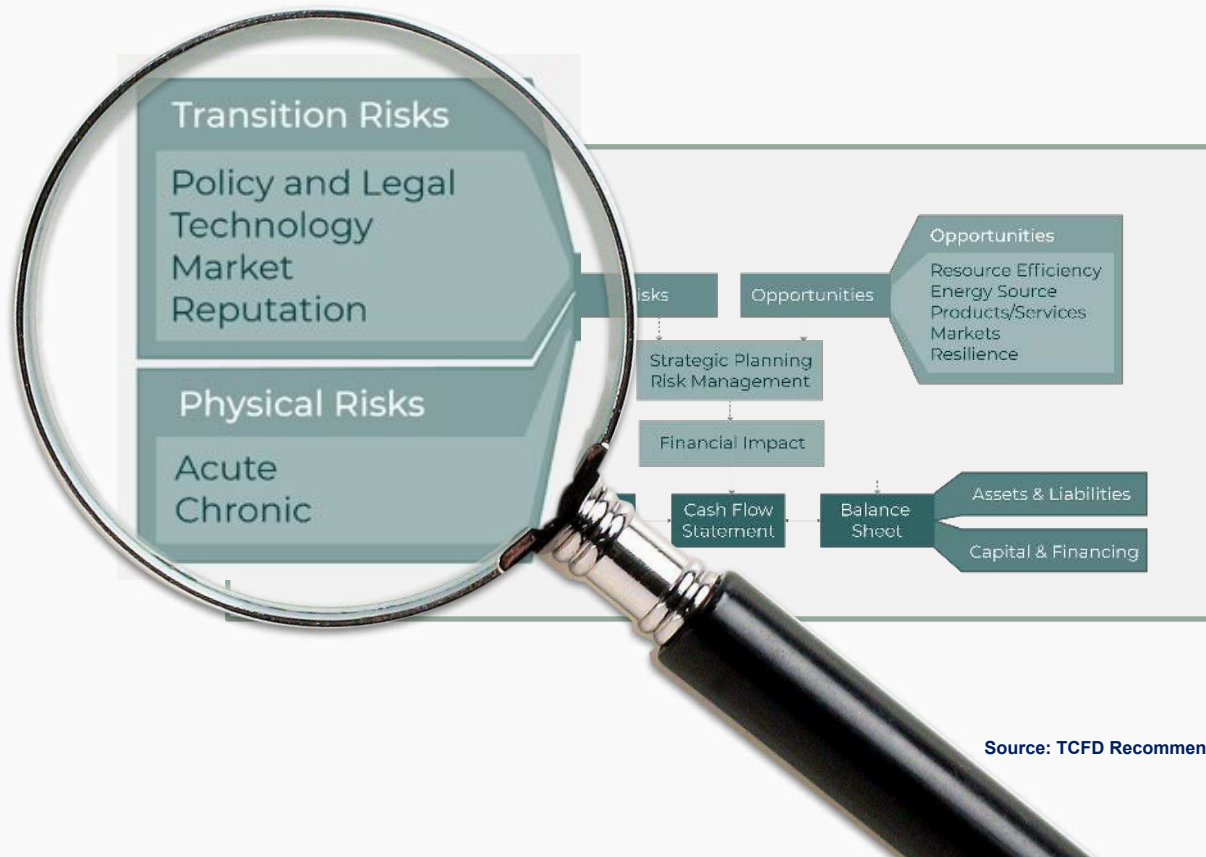 Transition Risks
Policy and Legal
Technology
Market
Reputation
Physical Risks
Acute
Chronic
Opportunities
Opportunities
Resource Efficiency
Energy Source
Products/Services
Markets
Resilience
Strategic Planning
Risk Management
Financial Impact
Cash Flow
Statement
Balance
Sheet
Assets & Liabilities
Capital & Financing
Source: TCFD